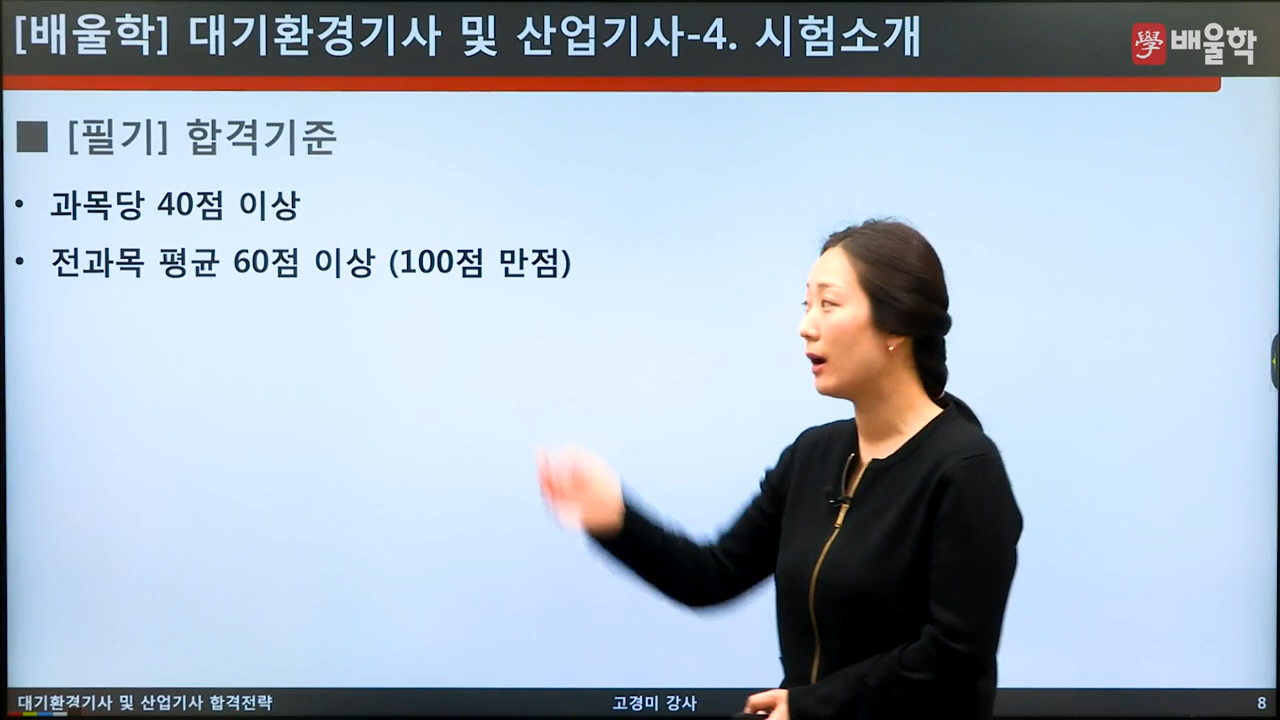 [배울학] 대기환경기사 및 산업기사-4. 시험소개
學 배울학
■ [필기] 합격기준
• 과목당 40점 이상
• 전과목 평균 60점 이상 (100점 만점)
대기환경기사 및 산업기사 합격전략
고경미 강사
8